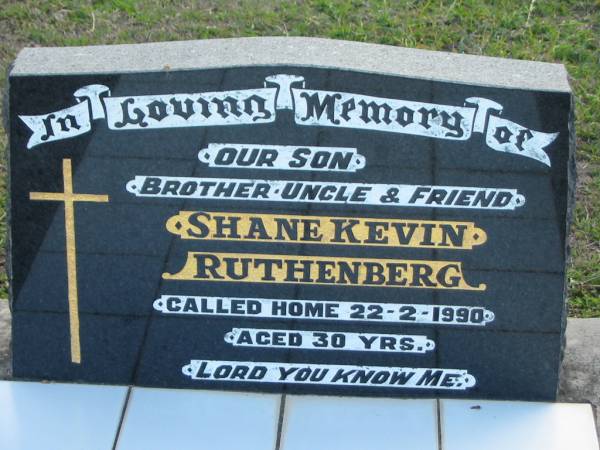 In Loving Memory of
OUR SON
BROTHER·UNCLE & FRIEND
SHANE KEVIN
RUTHENBERG
CALLED HOME 22-2-1990
AGED 30 YRS.
LORD YOU KNOW ME.